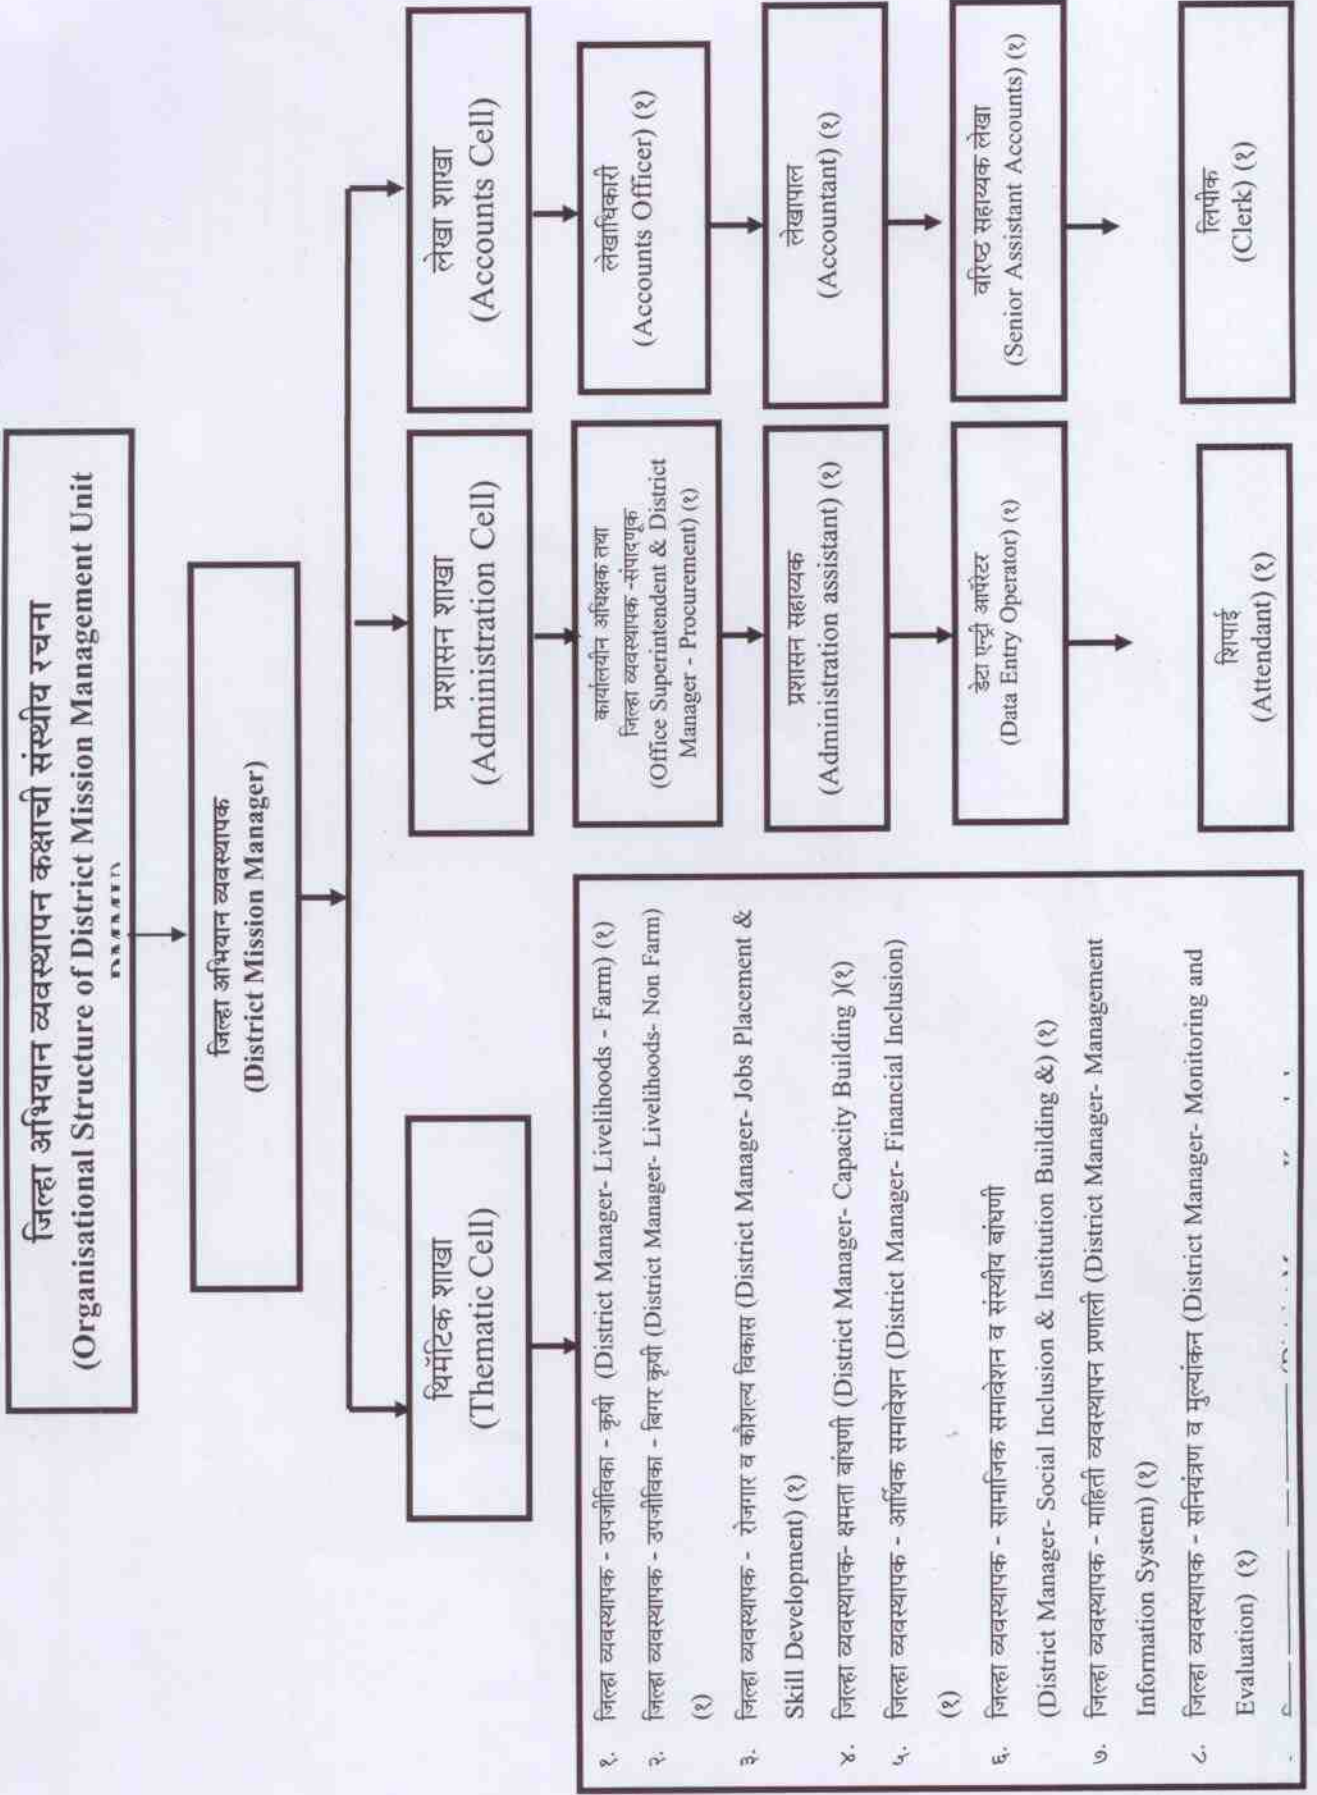 जिल्हा अभियान व्यवस्थापन कक्षाची संस्थीय रचना
(Organisational Structure of District Mission Management Unit
जिल्हा अभियान व्यवस्थापक
(District Mission Manager)
थिमॅटिक शाखा
(Thematic Cell)
प्रशासन शाखा
(Administration Cell)
लेखा शाखा
(Accounts Cell)
१. जिल्हा व्यवस्थापक - उपजीविका - कृषी (District Manager- Livelihoods - Farm) (१)
२. जिल्हा व्यवस्थापक - उपजीविका - बिगर कृषी (District Manager- Livelihoods- Non Farm)
(१)
३. जिल्हा व्यवस्थापक - रोजगार व कौशल्य विकास (District Manager- Jobs Placement &
Skill Development) (१)
४. जिल्हा व्यवस्थापक- क्षमता बांधणी (District Manager- Capacity Building )(१)
५. जिल्हा व्यवस्थापक - आर्थिक समावेशन (District Manager- Financial Inclusion)
(१)
६. जिल्हा व्यवस्थापक - सामाजिक समावेशन व संस्थीय बांधणी
(District Manager- Social Inclusion & Institution Building &) (१)
७. जिल्हा व्यवस्थापक - माहिती व्यवस्थापन प्रणाली (District Manager- Management
Information System) (१)
८. जिल्हा व्यवस्थापक - सनियंत्रण व मुल्यांकन (District Manager- Monitoring and
Evaluation) (१)
कार्यालयीन अधिक्षक तथा
जिल्हा व्यवस्थापक -संपादणूक
(Office Superintendent & District
Manager - Procurement) (१)
प्रशासन सहाय्यक
(Administration assistant) (१)
डेटा एन्ट्री ऑपरेटर
(Data Entry Operator) (१)
शिपाई
(Attendant) (१)
लेखाधिकारी
(Accounts Officer) (१)
लेखापाल
(Accountant) (१)
वरिष्ठ सहाय्यक लेखा
(Senior Assistant Accounts) (१)
लिपीक
(Clerk) (१)